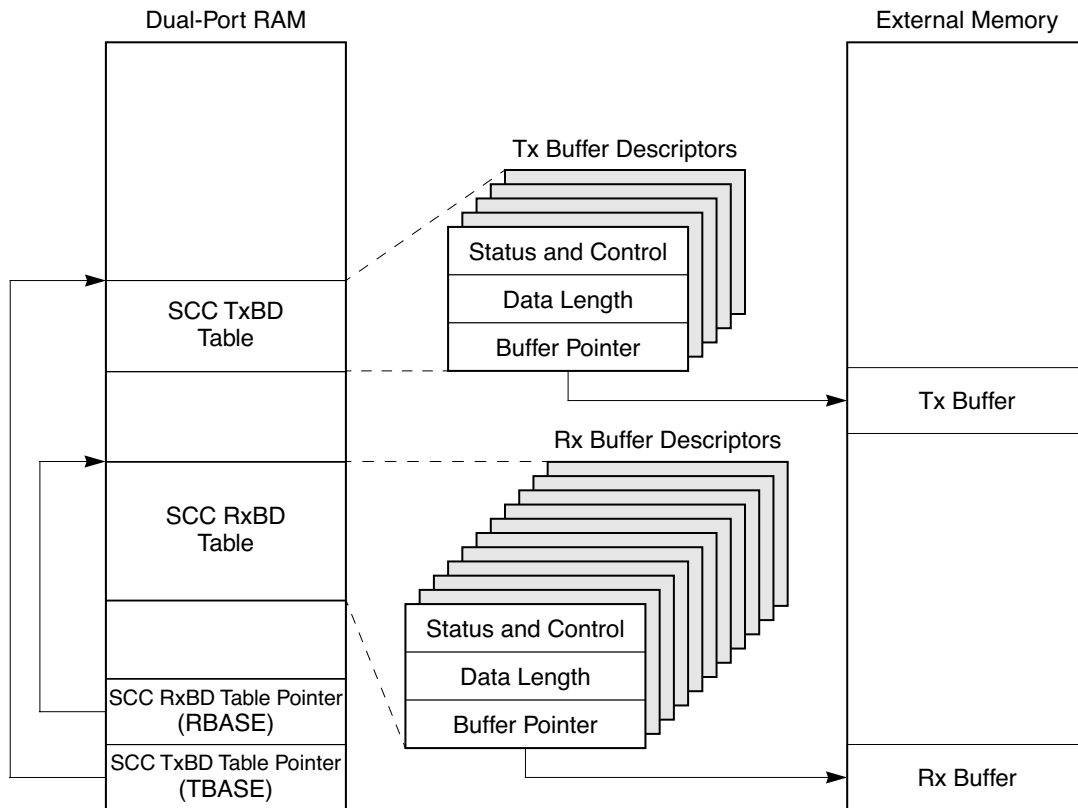 Dual-Port RAM
External Memory
Tx Buffer Descriptors
Status and Control
Data Length
Buffer Pointer
SCC TxBD
Table
Tx Buffer
Rx Buffer Descriptors
SCC RxBD
Table
Status and Control
Data Length
Buffer Pointer
SCC RxBD Table Pointer
(RBASE)
SCC TxBD Table Pointer
(TBASE)
Rx Buffer